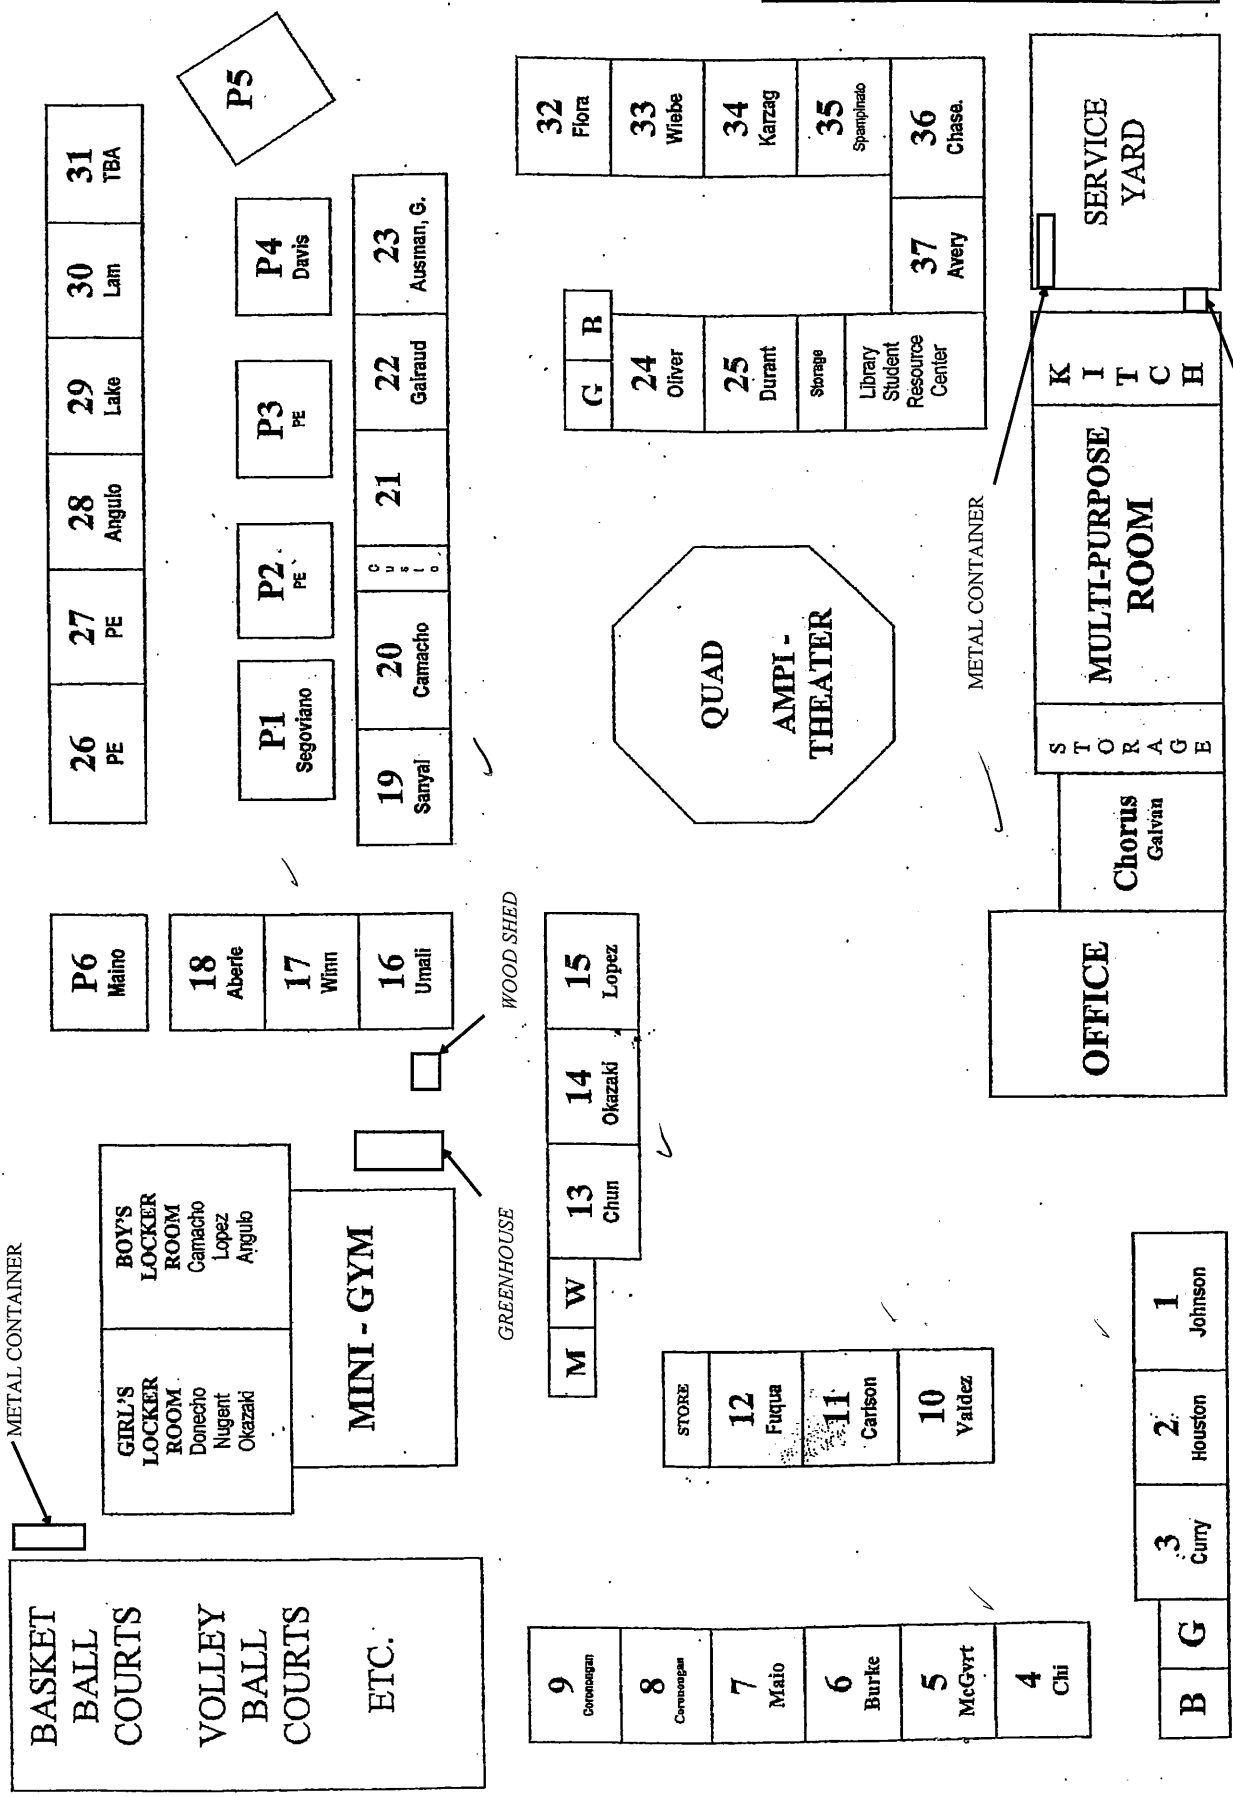 METAL CONTAINER
BASKET
BALL
COURTS
VOLLEY
BALL
COURTS
ETC.
GIRL'S
LOCKER
ROOM
Donecho
Nugent
Okazaki
BOY'S
LOCKER
ROOM
Camacho
Lopez
Angulo
MINI - GYM
GREENHOUSE
WOOD SHED
P6
Maino
18
Aberle
17
Winn
16
Umali
26
PE
27
PE
28
Angulo
29
Lake
30
Lam
31
TBA
P1
Segoviano
P2
PE
P3
PE
P4
Davis
P5
19
Sanyal
20
Camacho
C
u
s
t
o
21
22
Gairaud
23
Ausman, G.
9
Coronongan
8
Coronongan
7
Maio
6
Burke
5
McGvrt
4
Chi
M
W
13
Chun
14
Okazaki
15
Lopez
STORE
12
Fuqua
11
Carlson
10
Valdez
QUAD
AMPI -
THEATER
G
B
24
Oliver
25
Durant
Storage
Library
Student
Resource
Center
32
Flora
33
Wiebe
34
Karzag
35
Spampinato
36
Chase.
37
Avery
B
G
3
Curry
2
Houston
1
Johnson
OFFICE
Chorus
Galvan
S
T
O
R
A
G
E
MULTI-PURPOSE
ROOM
K
I
T
C
H
METAL CONTAINER
SERVICE
YARD